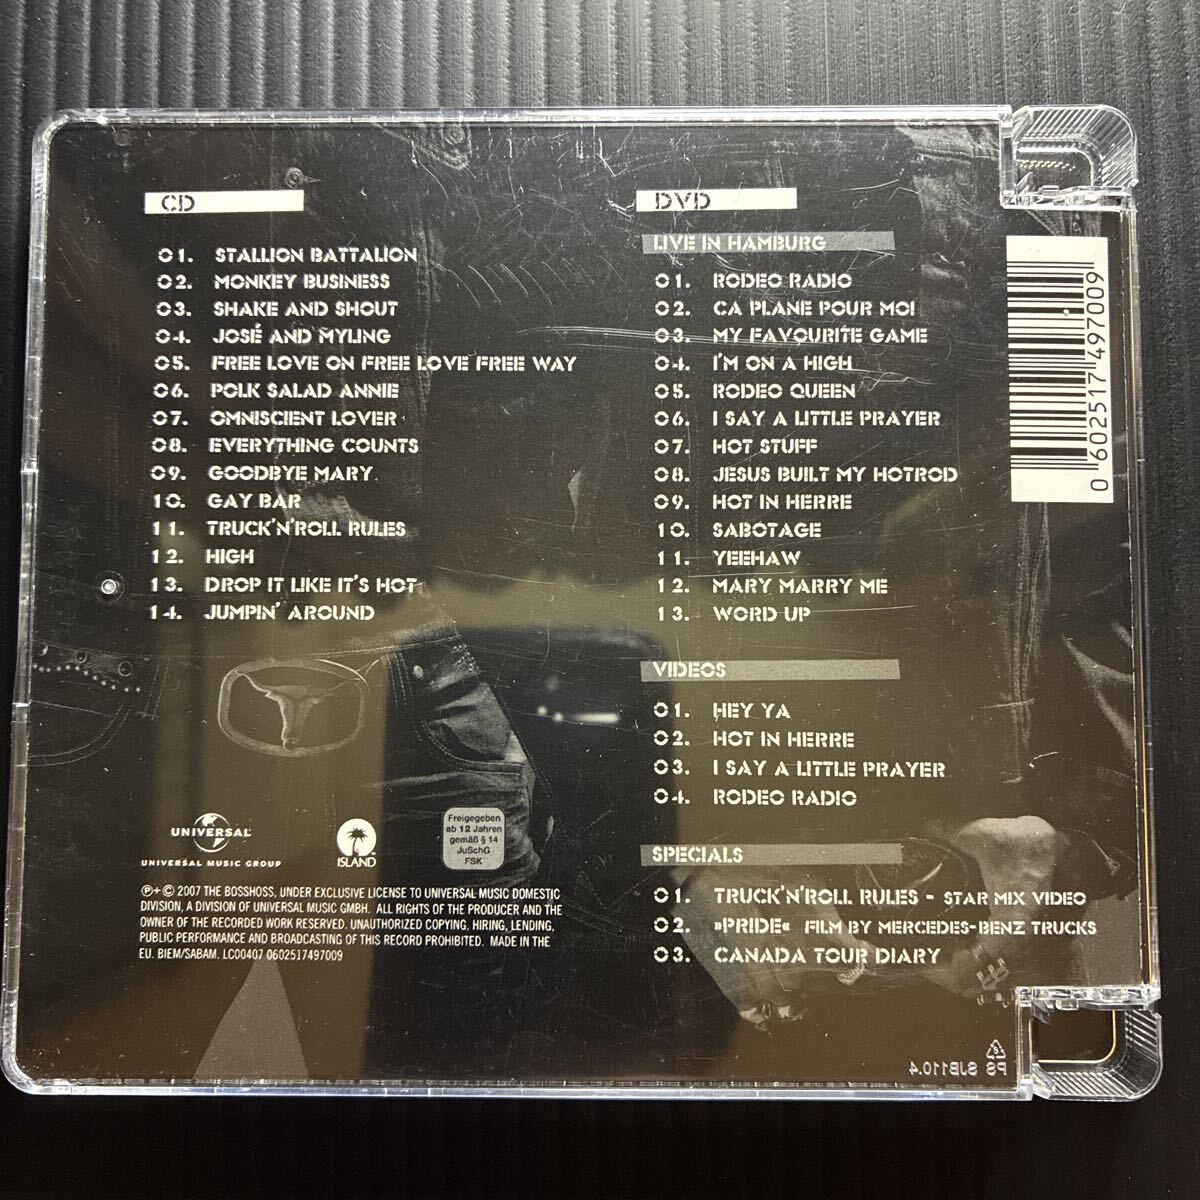 CD
01. STALLION BATTALION
02. MONKEY BUSINESS
03. SHAKE AND SHOUT
04. JOSÉ AND MYLING
05. FREE LOVE ON FREE LOVE FREE WAY
06. POLK SALAD ANNIE
07. OMNISCIENT LOVER
08. EVERYTHING COUNTS
09. GOODBYE MARY
10. GAY BAR
11. TRUCK'N'ROLL RULES
12. HIGH
13. DROP IT LIKE IT'S HOT
14. JUMPIN' AROUND
DVD
LIVE IN HAMBURG
01. RODEO RADIO
02. CA PLANE POUR MOI
03. MY FAVOURITE GAME
04. I'M ON A HIGH
05. RODEO QUEEN
06. I SAY A LITTLE PRAYER
07. HOT STUFF
08. JESUS BUILT MY HOTROD
09. HOT IN HERRE
10. SABOTAGE
11. YEEHAW
12. MARY MARRY ME
13. WORD UP
VIDEOS
01. HEY YA
02. HOT IN HERRE
03. I SAY A LITTLE PRAYER
04. RODEO RADIO
SPECIALS
01. TRUCK'N'ROLL RULES - STAR MIX VIDEO
02. »PRIDE« FILM BY MERCEDES-BENZ TRUCKS
03. CANADA TOUR DIARY
0 602517 497009
UNIVERSAL
UNIVERSAL MUSIC GROUP
ISLAND
Freigegeben
ab 12 Jahren
gemäß § 14
JuSchG
FSK
℗+© 2007 THE BOSSHOSS, UNDER EXCLUSIVE LICENSE TO UNIVERSAL MUSIC DOMESTIC
DIVISION, A DIVISION OF UNIVERSAL MUSIC GMBH. ALL RIGHTS OF THE PRODUCER AND THE
OWNER OF THE RECORDED WORK RESERVED. UNAUTHORIZED COPYING, HIRING, LENDING,
PUBLIC PERFORMANCE AND BROADCASTING OF THIS RECORD PROHIBITED. MADE IN THE
EU. BIEM/SABAM. LC00407 0602517497009
PS SJB110.4